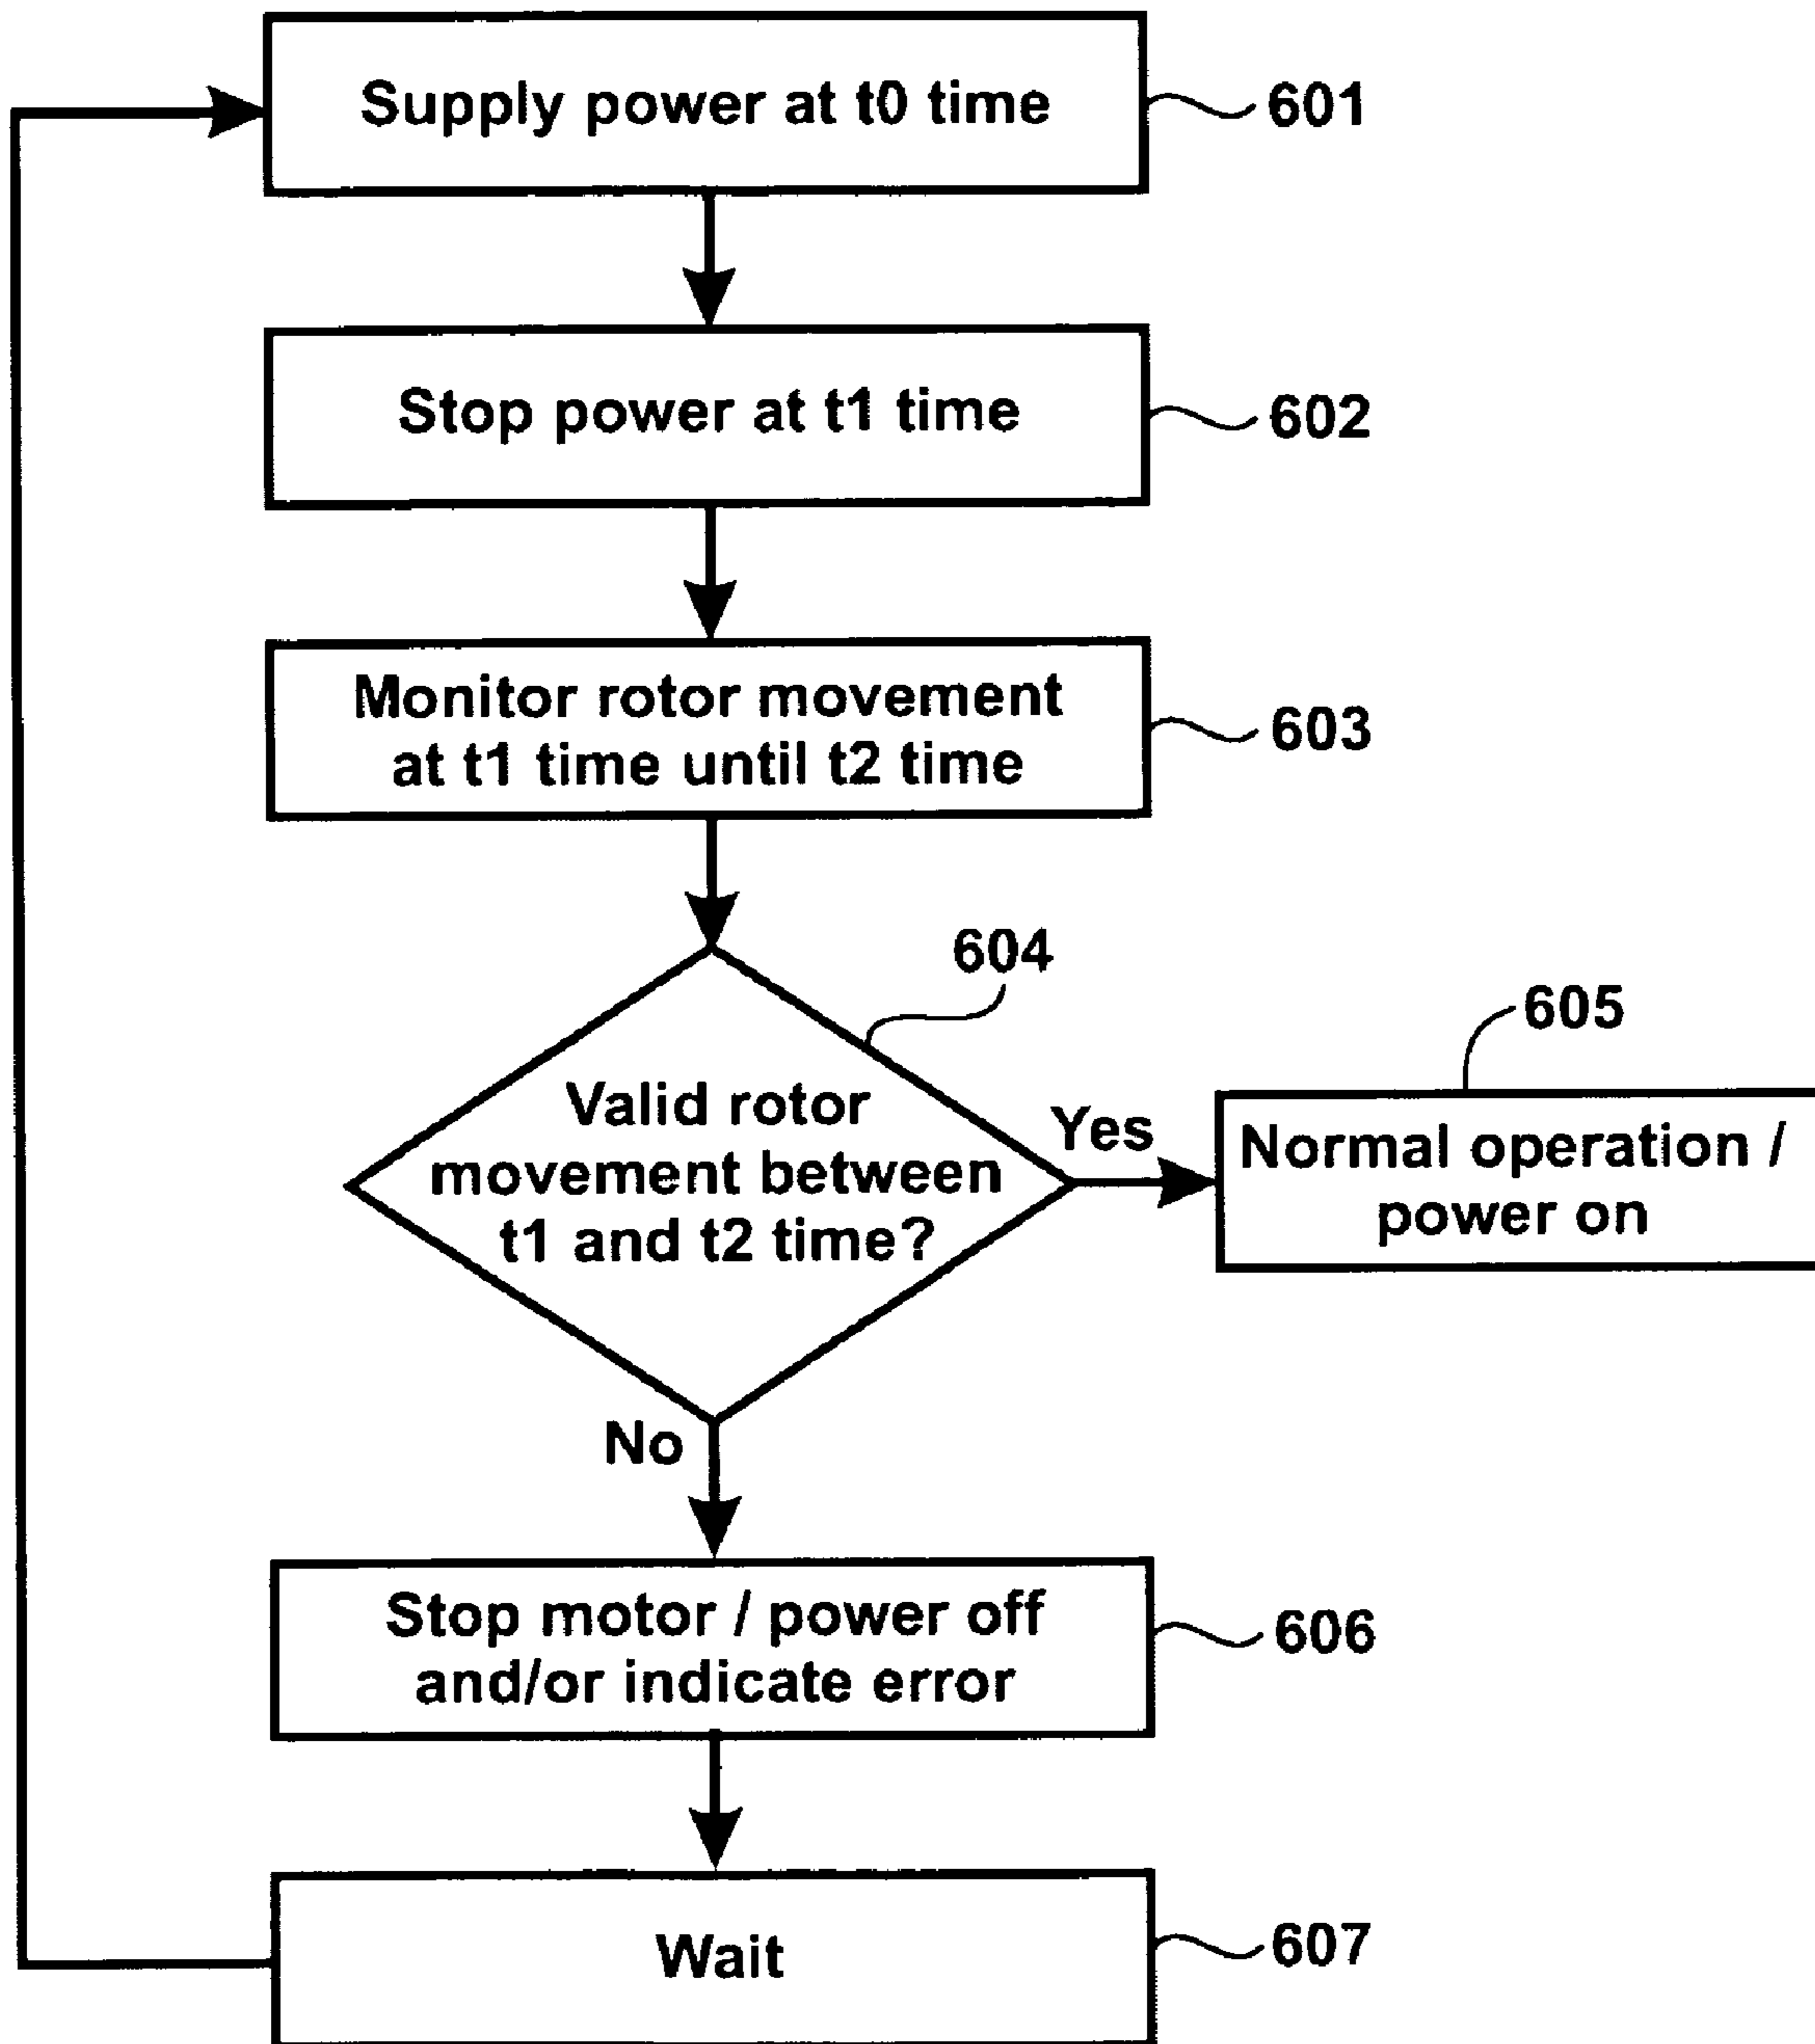 Supply power at t0 time
601
Stop power at t1 time
602
Monitor rotor movement
at t1 time until t2 time
603
604
Valid rotor
movement between
t1 and t2 time?
Yes
605
Normal operation /
power on
No
Stop motor / power off
and/or indicate error
606
Wait
607